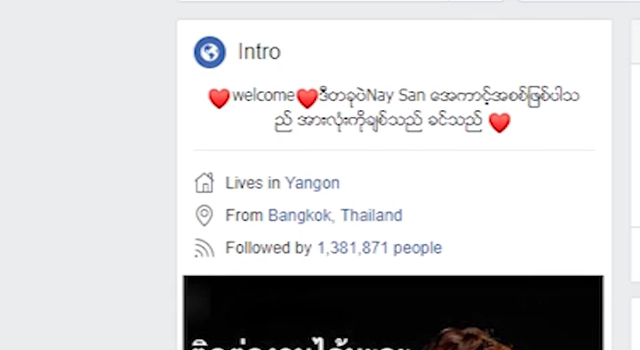 Intro
❤️welcome❤️ဒီတခုပဲNay San အေကာင့္အစစ္ျဖစ္ပါသ
ည္ အားလုံးကိုခ်စ္သည္ ခင္သည္ ❤️
Lives in Yangon
From Bangkok, Thailand
Followed by 1,381,871 people